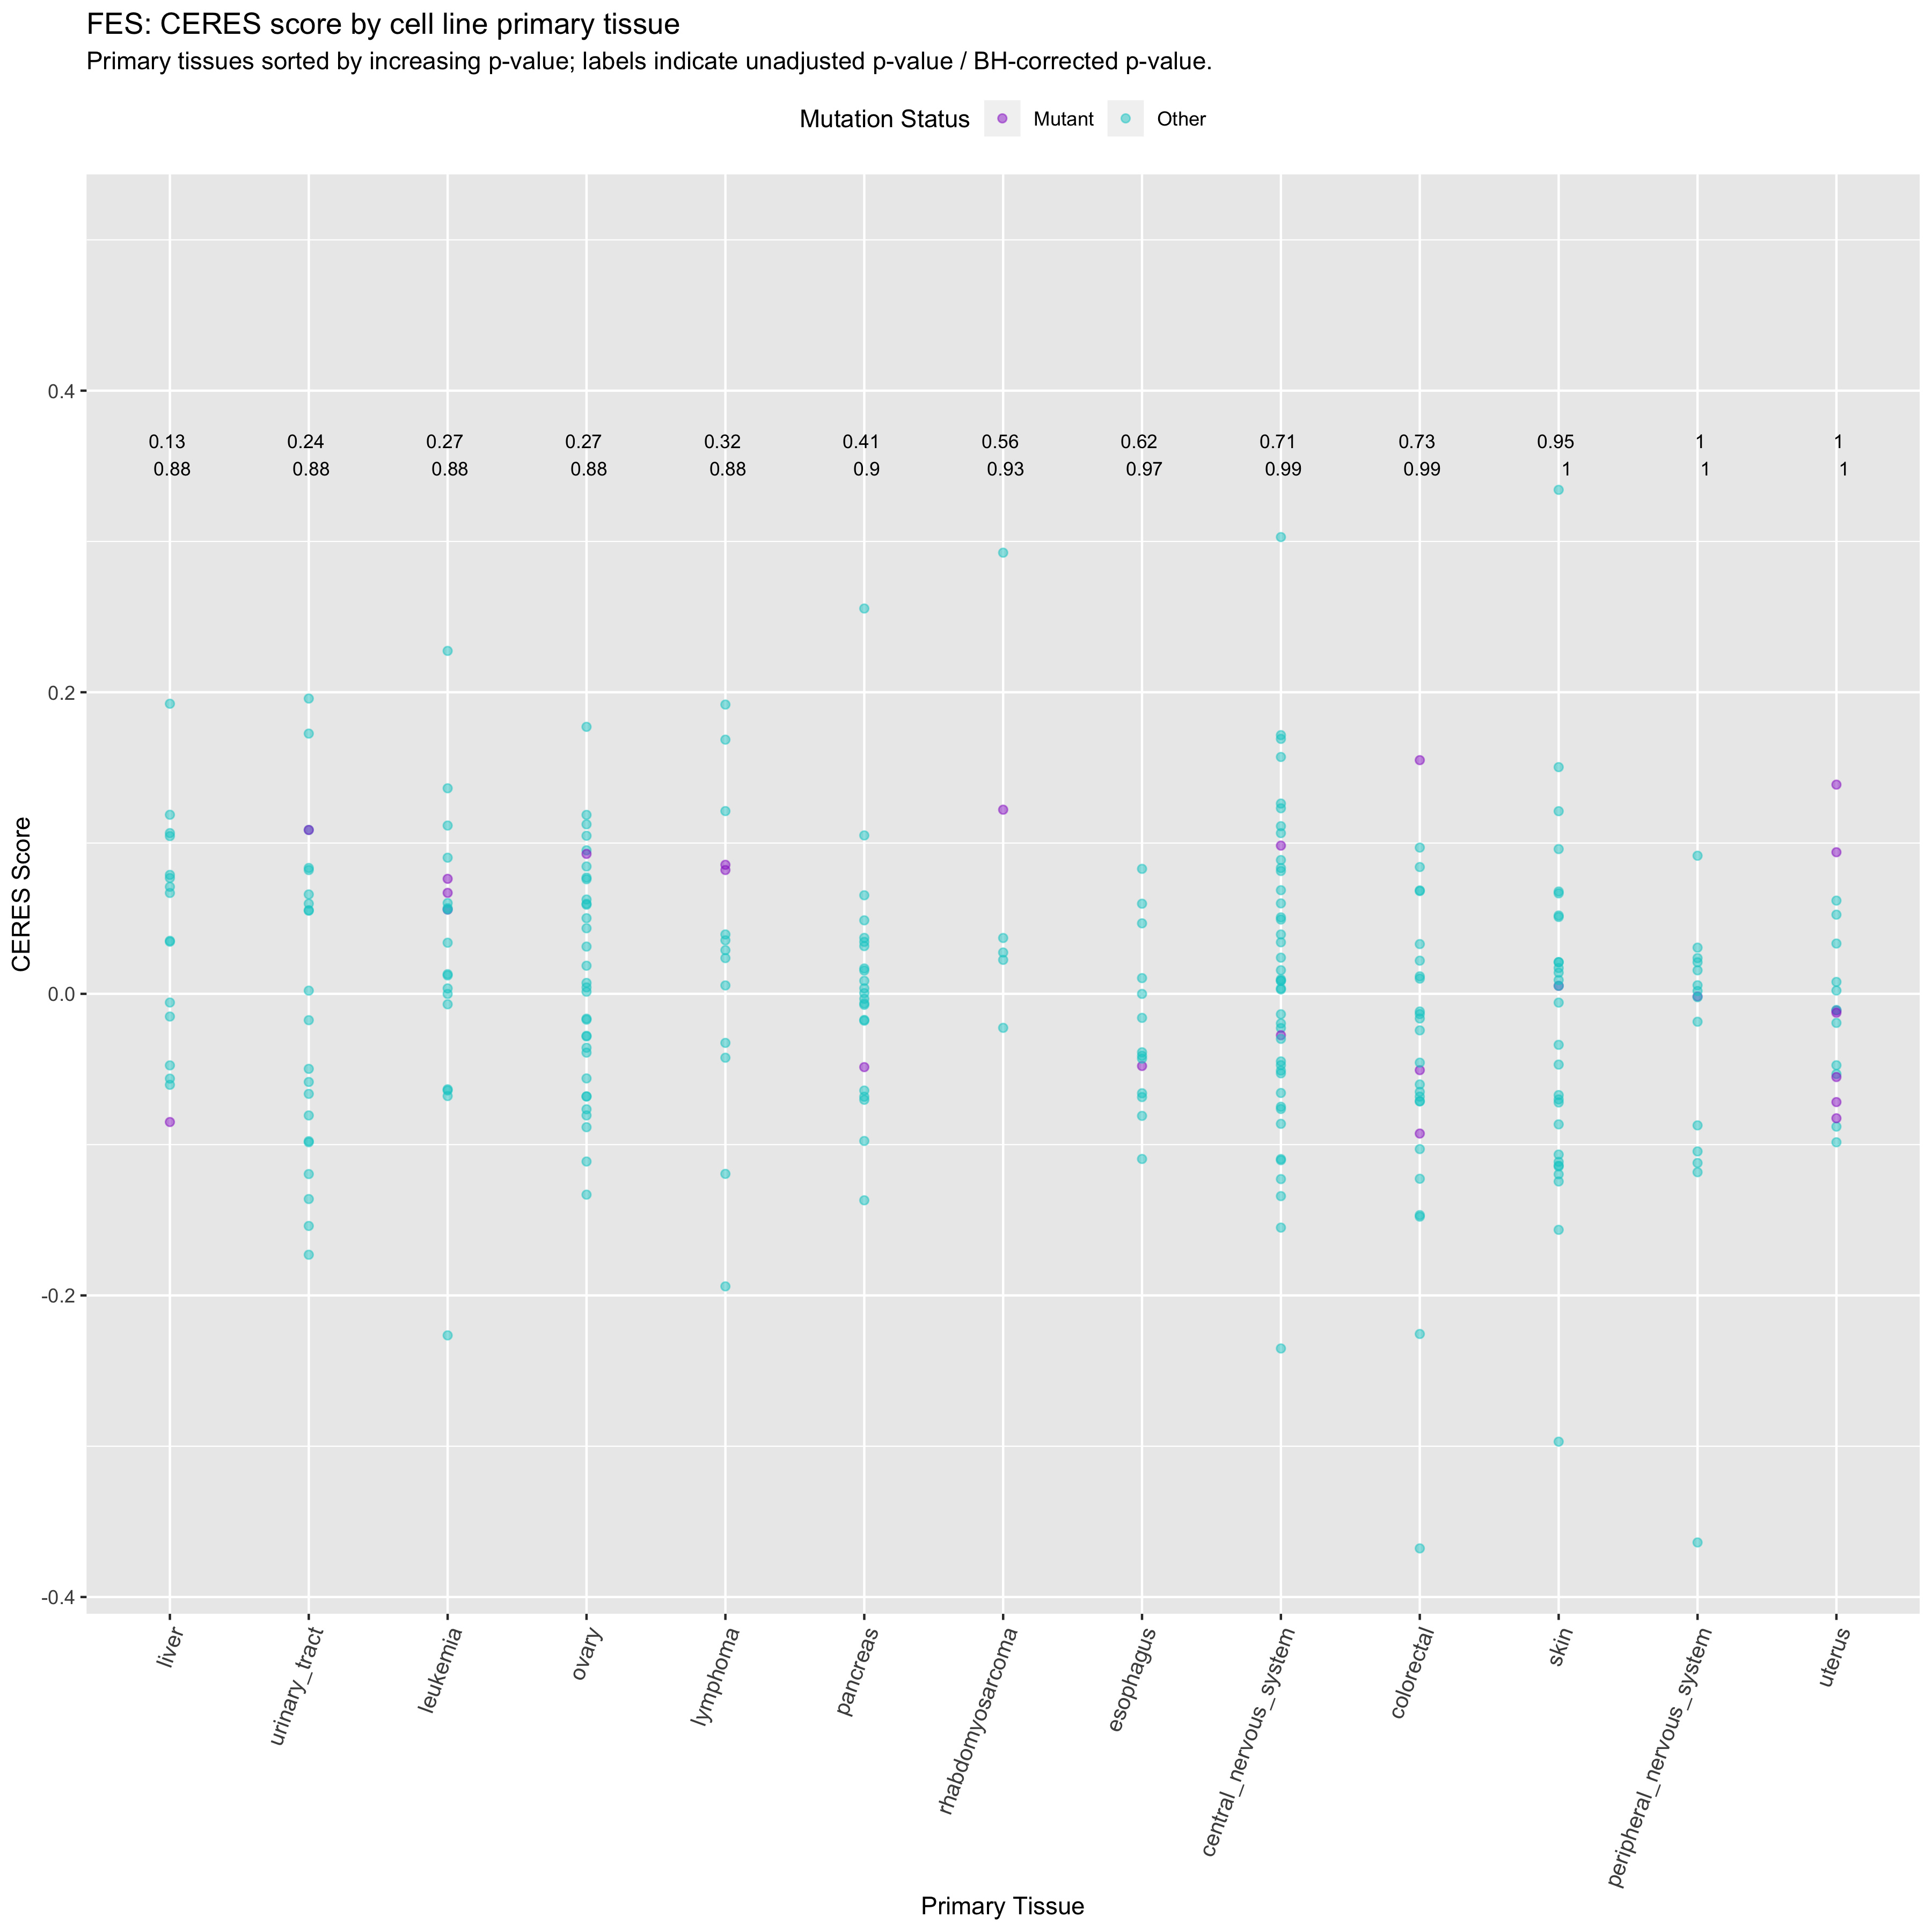 FES: CERES score by cell line primary tissue
Primary tissues sorted by increasing p-value; labels indicate unadjusted p-value / BH-corrected p-value.
Mutation Status Mutant Other
0.4
0.13 0.24 0.27 0.27 0.32 0.41 0.56 0.62 0.71 0.73 0.95 1 1
0.88 0.88 0.88 0.88 0.88 0.9 0.93 0.97 0.99 0.99 1 1 1
0.2
0.0
-0.2
-0.4
CERES Score
liver
urinary_tract
leukemia
ovary
lymphoma
pancreas
rhabdomyosarcoma
esophagus
central_nervous_system
colorectal
skin
peripheral_nervous_system
uterus
Primary Tissue